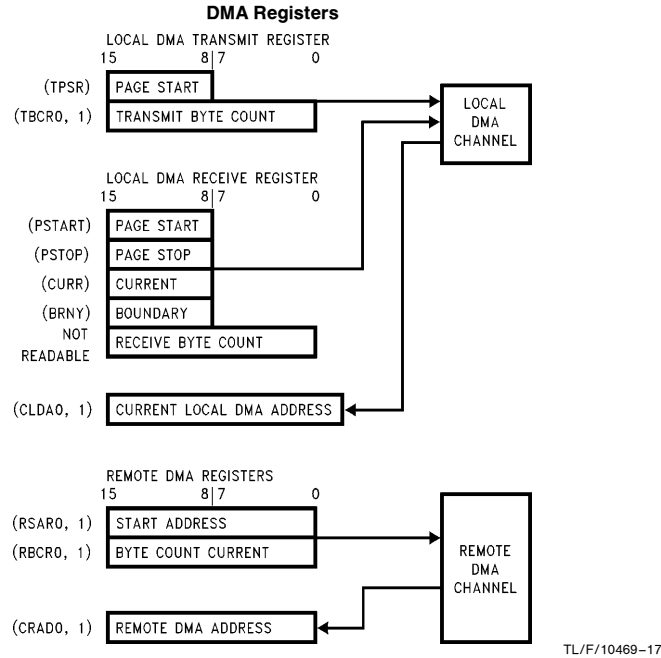 DMA Registers
LOCAL DMA TRANSMIT REGISTER
15 8|7 0
(TPSR) PAGE START
(TBCR0, 1) TRANSMIT BYTE COUNT
LOCAL DMA CHANNEL
LOCAL DMA RECEIVE REGISTER
15 8|7 0
(PSTART) PAGE START
(PSTOP) PAGE STOP
(CURR) CURRENT
(BRNY) BOUNDARY
NOT READABLE RECEIVE BYTE COUNT
(CLDA0, 1) CURRENT LOCAL DMA ADDRESS
REMOTE DMA REGISTERS
15 8|7 0
(RSAR0, 1) START ADDRESS
(RBCR0, 1) BYTE COUNT CURRENT
REMOTE DMA CHANNEL
(CRAD0, 1) REMOTE DMA ADDRESS
TL/F/10469–17